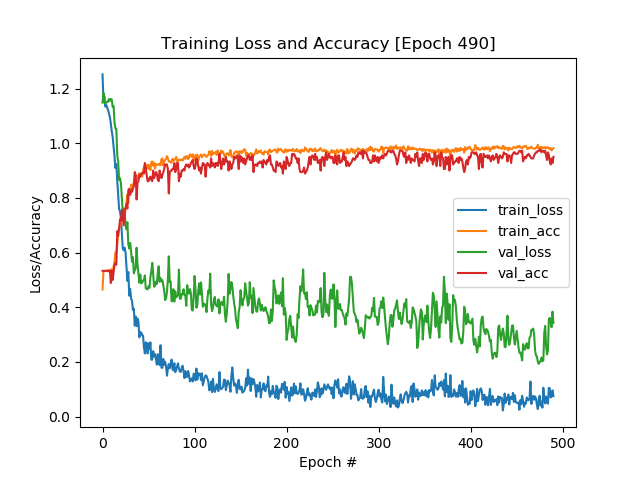 Training Loss and Accuracy [Epoch 490]
1.2
1.0
0.8
0.6
0.4
0.2
0.0
Loss/Accuracy
train_loss
train_acc
val_loss
val_acc
0 100 200 300 400 500
Epoch #